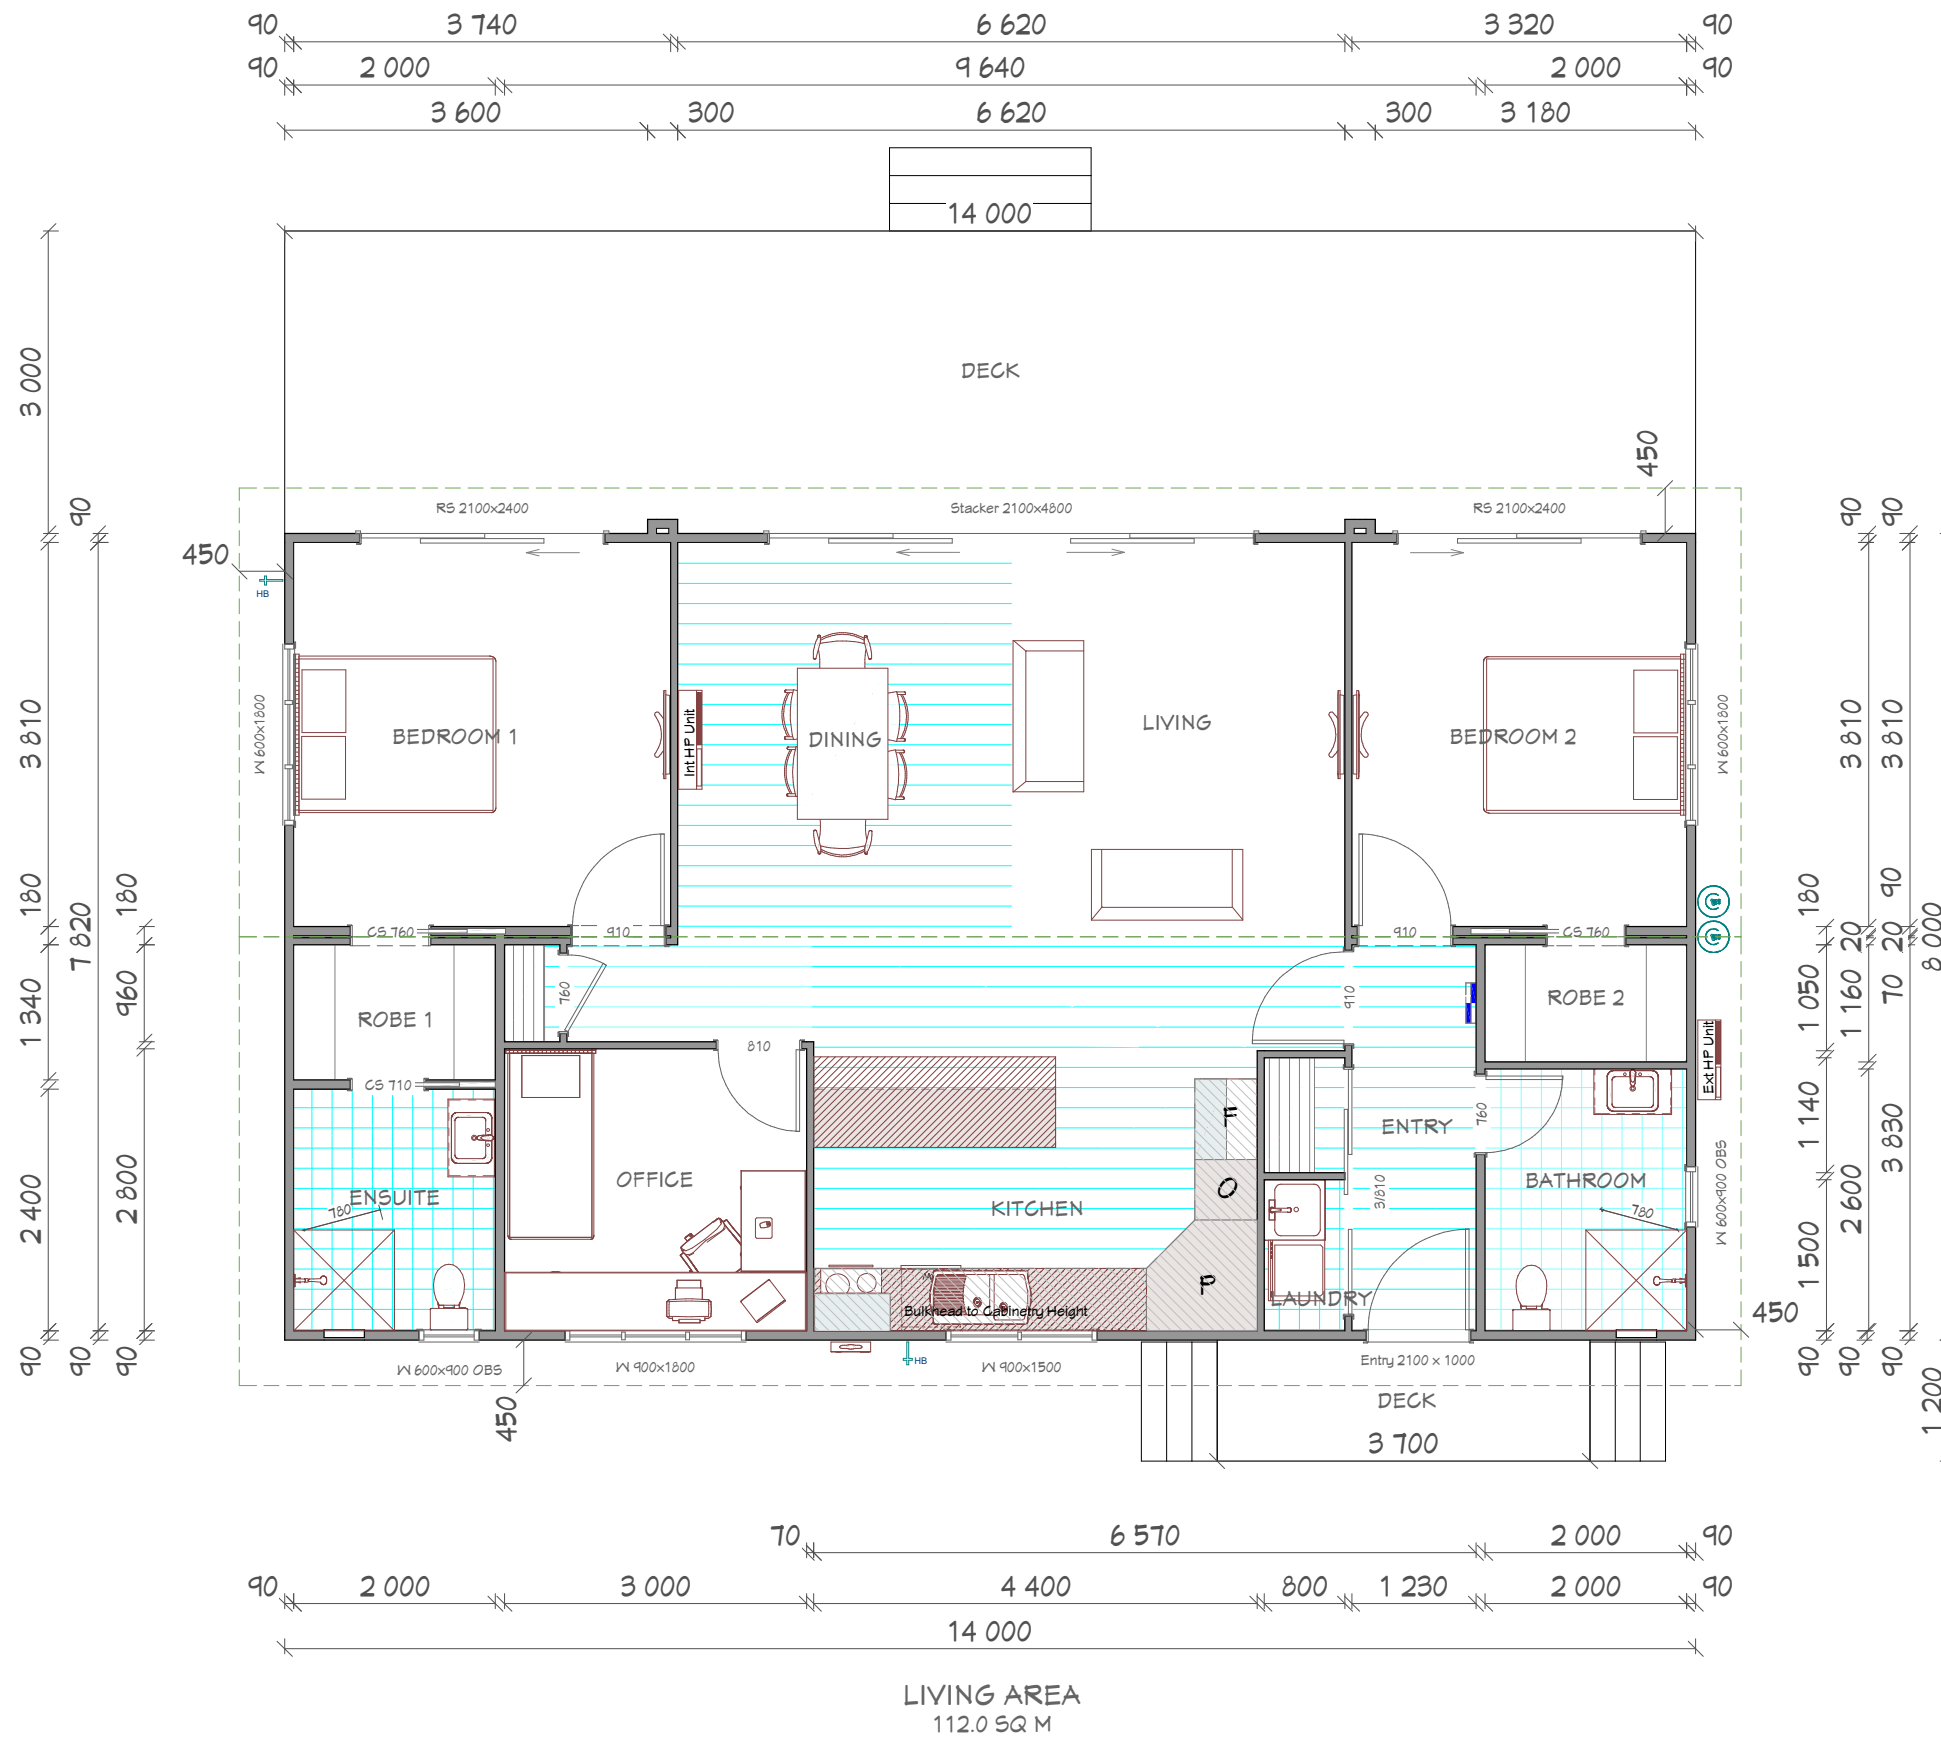 90 3 740 6 620 3 320 90
90 2 000 9 640 2 000 90
3 600 300 6 620 300 3 180
14 000
3 000
DECK
450
90
90 90
RS 2100x2400 Stacker 2100x4800 RS 2100x2400
450
HB
3 810
W 600x1800
BEDROOM 1
Int HP Unit
DINING
LIVING
BEDROOM 2
W 600x1800
3 810 3 810
180 7 820 180
180 20 90 20 8 000
CS 760 910 910 CS 760
1 340 960
760
910
ROBE 1
ROBE 2
1 050 1 160 70
810
Ext HP Unit
CS 710
F
ENTRY
760
1 140 3 830
2 400 2 800
ENSUITE
780
OFFICE
KITCHEN
O
3/810
BATHROOM
780
W 600x900 OBS
2 600
1 500
P
LAUNDRY
Bulkhead to Cabinetry Height
450
90 90 90
90 90 90
W 600x900 OBS W 900x1800 HB W 900x1500 Entry 2100 x 1000
450
DECK
1 200
3 700
70 6 570 2 000 90
90 2 000 3 000 4 400 800 1 230 2 000 90
14 000
LIVING AREA
112.0 SQ M